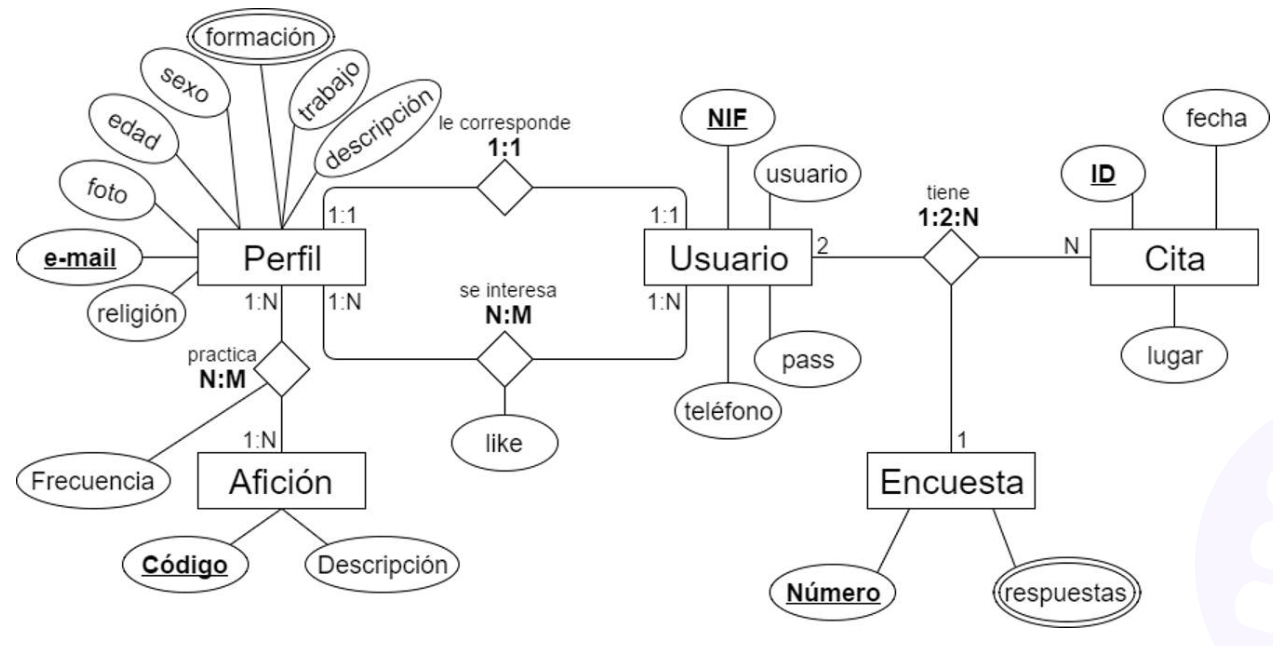 formación
sexo
trabajo
edad
descripción
foto
e-mail
religión
Perfil
le corresponde
1:1
1:1
1:1
NIF
usuario
Usuario
pass
teléfono
tiene
1:2:N
2
N
fecha
ID
Cita
lugar
1:N
1:N
se interesa
N:M
1:N
like
practica
N:M
1:N
Frecuencia
Afición
Código
Descripción
1
Encuesta
Número
respuestas